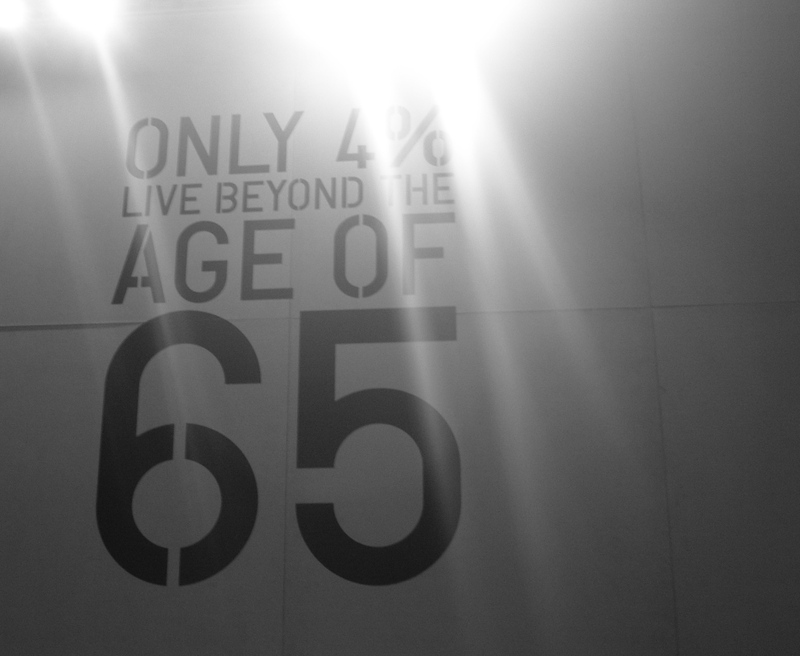 ONLY 4%
LIVE BEYOND THE
AGE OF
65